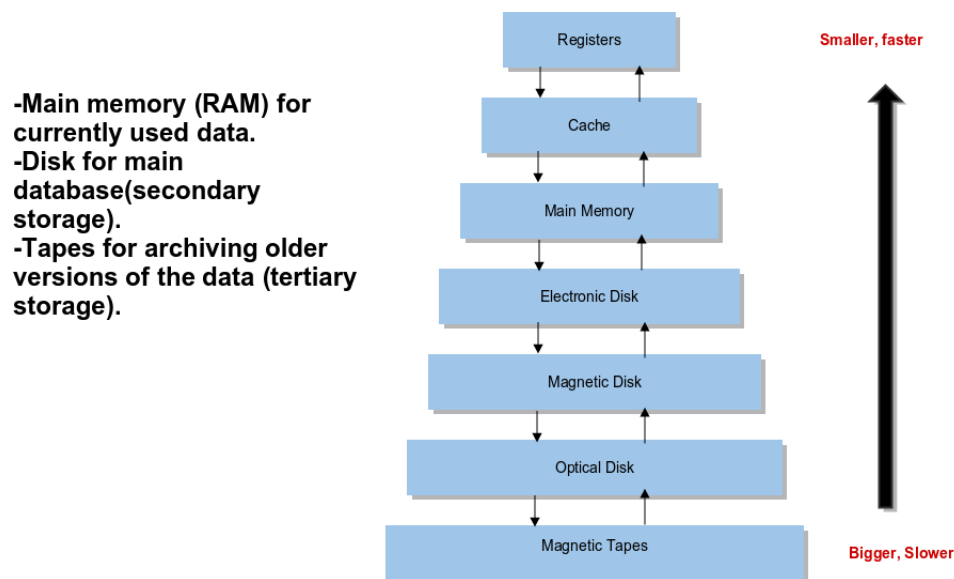 -Main memory (RAM) for
currently used data.
-Disk for main
database(secondary
storage).
-Tapes for archiving older
versions of the data (tertiary
storage).
Registers
Cache
Main Memory
Electronic Disk
Magnetic Disk
Optical Disk
Magnetic Tapes
Smaller, faster
Bigger, Slower